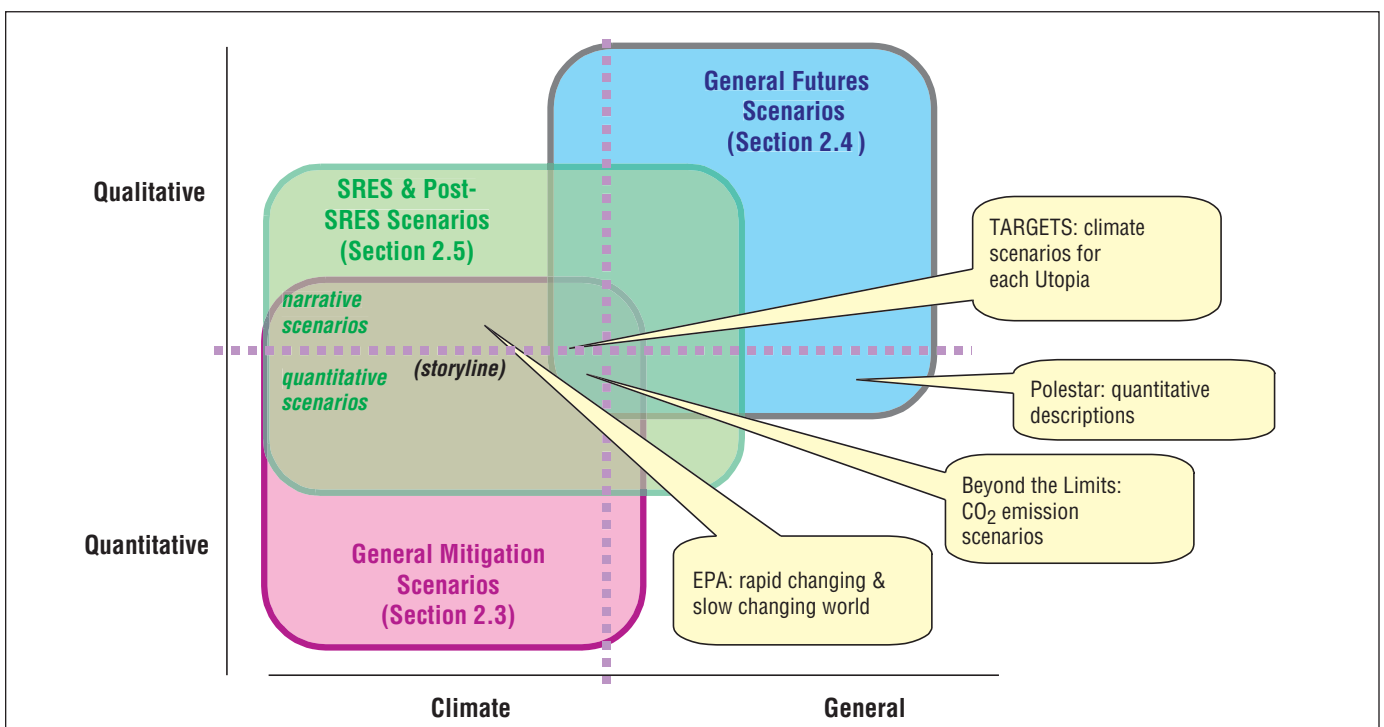 General Futures
Scenarios
(Section 2.4 )
Qualitative
SRES & Post-
SRES Scenarios
(Section 2.5)
TARGETS: climate
scenarios for
each Utopia
narrative
scenarios
(storyline)
quantitative
scenarios
Polestar: quantitative
descriptions
Beyond the Limits:
CO2 emission
scenarios
Quantitative
General Mitigation
Scenarios
(Section 2.3)
EPA: rapid changing &
slow changing world
Climate
General